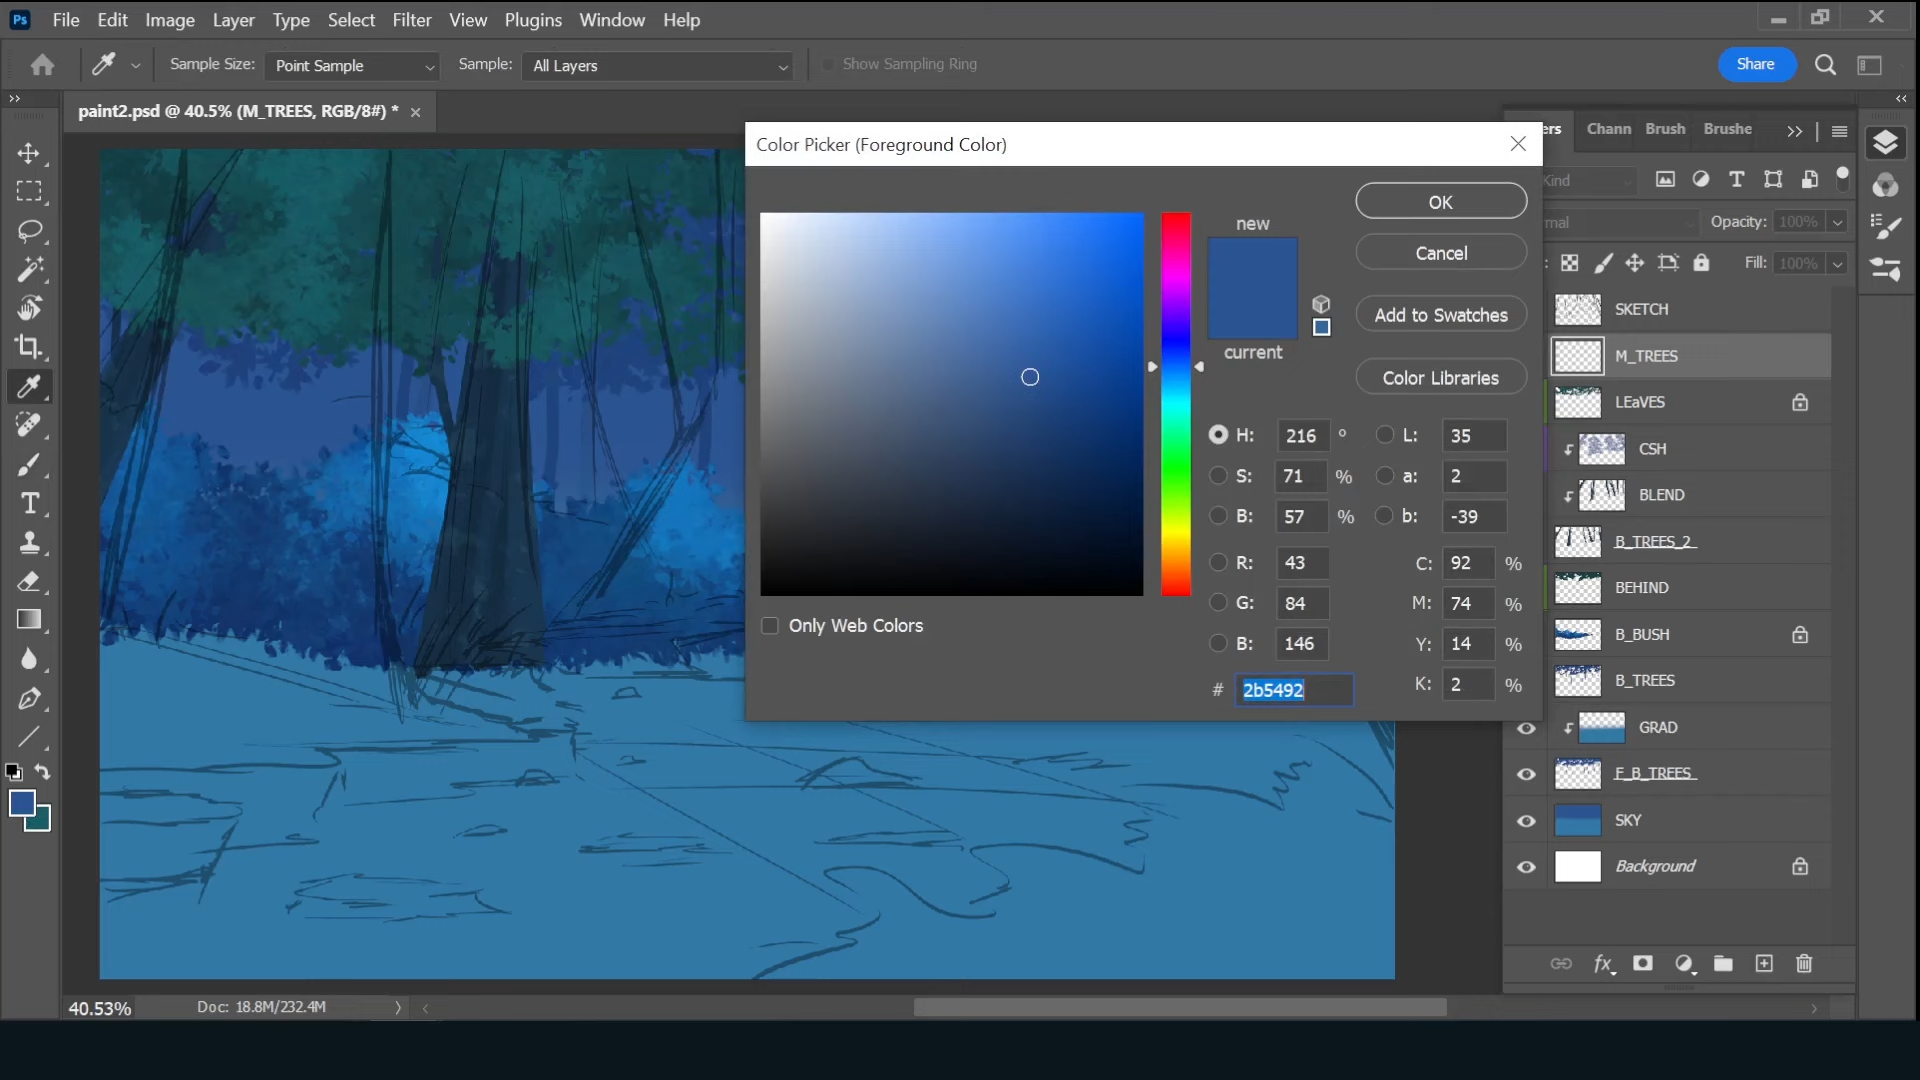 Ps File Edit Image Layer Type Select Filter View Plugins Window Help
Sample Size: Point Sample Sample: All Layers Show Sampling Ring Share
paint2.psd @ 40.5% (M_TREES, RGB/8#) *
Chann Brush Brushe
Color Picker (Foreground Color)
new
current
OK
Cancel
Add to Swatches
Color Libraries
H: 216 ° L: 35
S: 71 % a: 2
B: 57 % b: -39
R: 43 C: 92 %
G: 84 M: 74 %
B: 146 Y: 14 %
# 2b5492 K: 2 %
Only Web Colors
Kind
Opacity: 100%
Fill: 100%
SKETCH
M_TREES
LEaVES
CSH
BLEND
B_TREES_2
BEHIND
B_BUSH
B_TREES
GRAD
F_B_TREES
SKY
Background
fx
40.53% Doc: 18.8M/232.4M